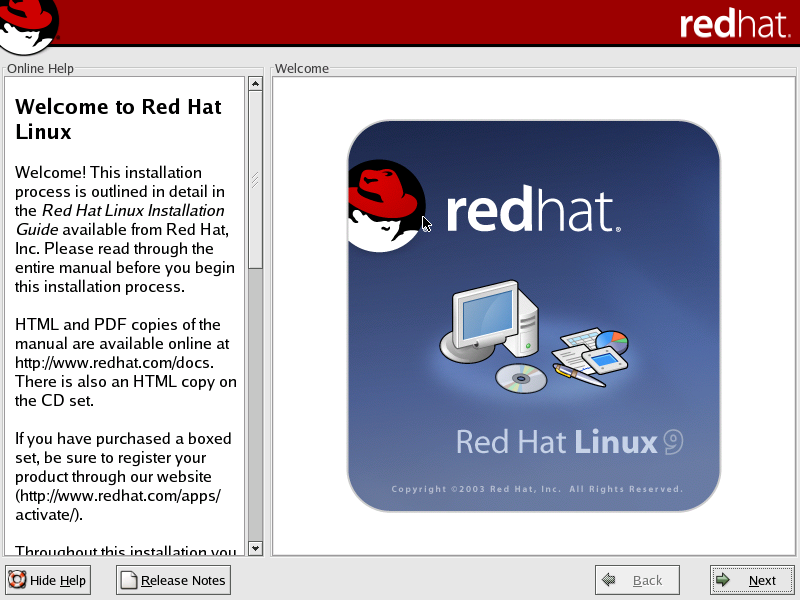 redhat.
Online Help
Welcome
Welcome to Red Hat
Linux
Welcome! This installation
process is outlined in detail in
the Red Hat Linux Installation
Guide available from Red Hat,
Inc. Please read through the
entire manual before you begin
this installation process.
HTML and PDF copies of the
manual are available online at
http://www.redhat.com/docs.
There is also an HTML copy on
the CD set.
If you have purchased a boxed
set, be sure to register your
product through our website
(http://www.redhat.com/apps/
activate/).
Throughout this installation you
redhat®
Red Hat Linux 9
Copyright ©2003 Red Hat, Inc. All Rights Reserved.
Hide Help
Release Notes
Back
Next